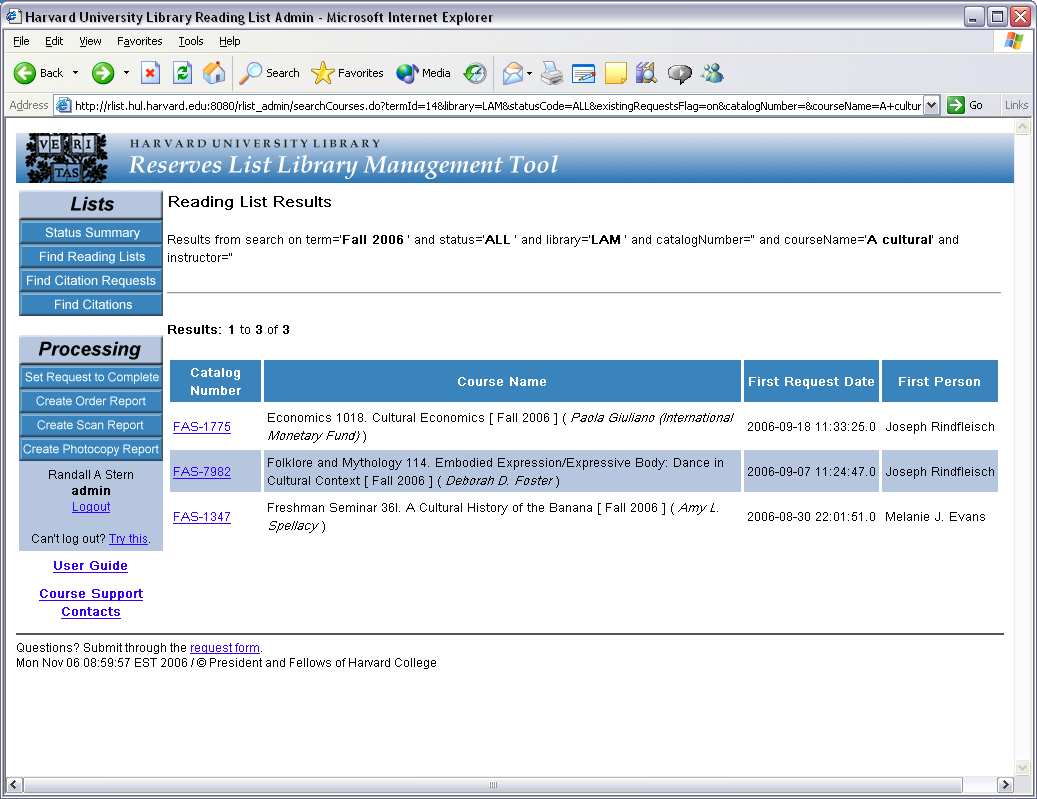 Harvard University Library Reading List Admin - Microsoft Internet Explorer
File Edit View Favorites Tools Help
Back Search Favorites Media
Address http://rlist.hul.harvard.edu:8080/rlist_admin/searchCourses.do?termId=14&library=LAM&statusCode=ALL&existingRequestsFlag=on&catalogNumber=&courseName=A+cultur Go Links
VE RI TAS
HARVARD UNIVERSITY LIBRARY
Reserves List Library Management Tool
Lists
Status Summary
Find Reading Lists
Find Citation Requests
Find Citations
Processing
Set Request to Complete
Create Order Report
Create Scan Report
Create Photocopy Report
Randall A Stern
admin
Logout
Can't log out? Try this.
User Guide
Course Support
Contacts
Reading List Results
Results from search on term='Fall 2006 ' and status='ALL ' and library='LAM ' and catalogNumber='' and courseName='A cultural' and
instructor=''
Results: 1 to 3 of 3
Catalog
Number
Course Name
First Request Date
First Person
FAS-1775
Economics 1018. Cultural Economics [ Fall 2006 ] ( Paola Giuliano (International
Monetary Fund) )
2006-09-18 11:33:25.0
Joseph Rindfleisch
FAS-7982
Folklore and Mythology 114. Embodied Expression/Expressive Body: Dance in
Cultural Context [ Fall 2006 ] ( Deborah D. Foster )
2006-09-07 11:24:47.0
Joseph Rindfleisch
FAS-1347
Freshman Seminar 36l. A Cultural History of the Banana [ Fall 2006 ] ( Amy L.
Spellacy )
2006-08-30 22:01:51.0
Melanie J. Evans
Questions? Submit through the request form.
Mon Nov 06 08:59:57 EST 2006 / © President and Fellows of Harvard College